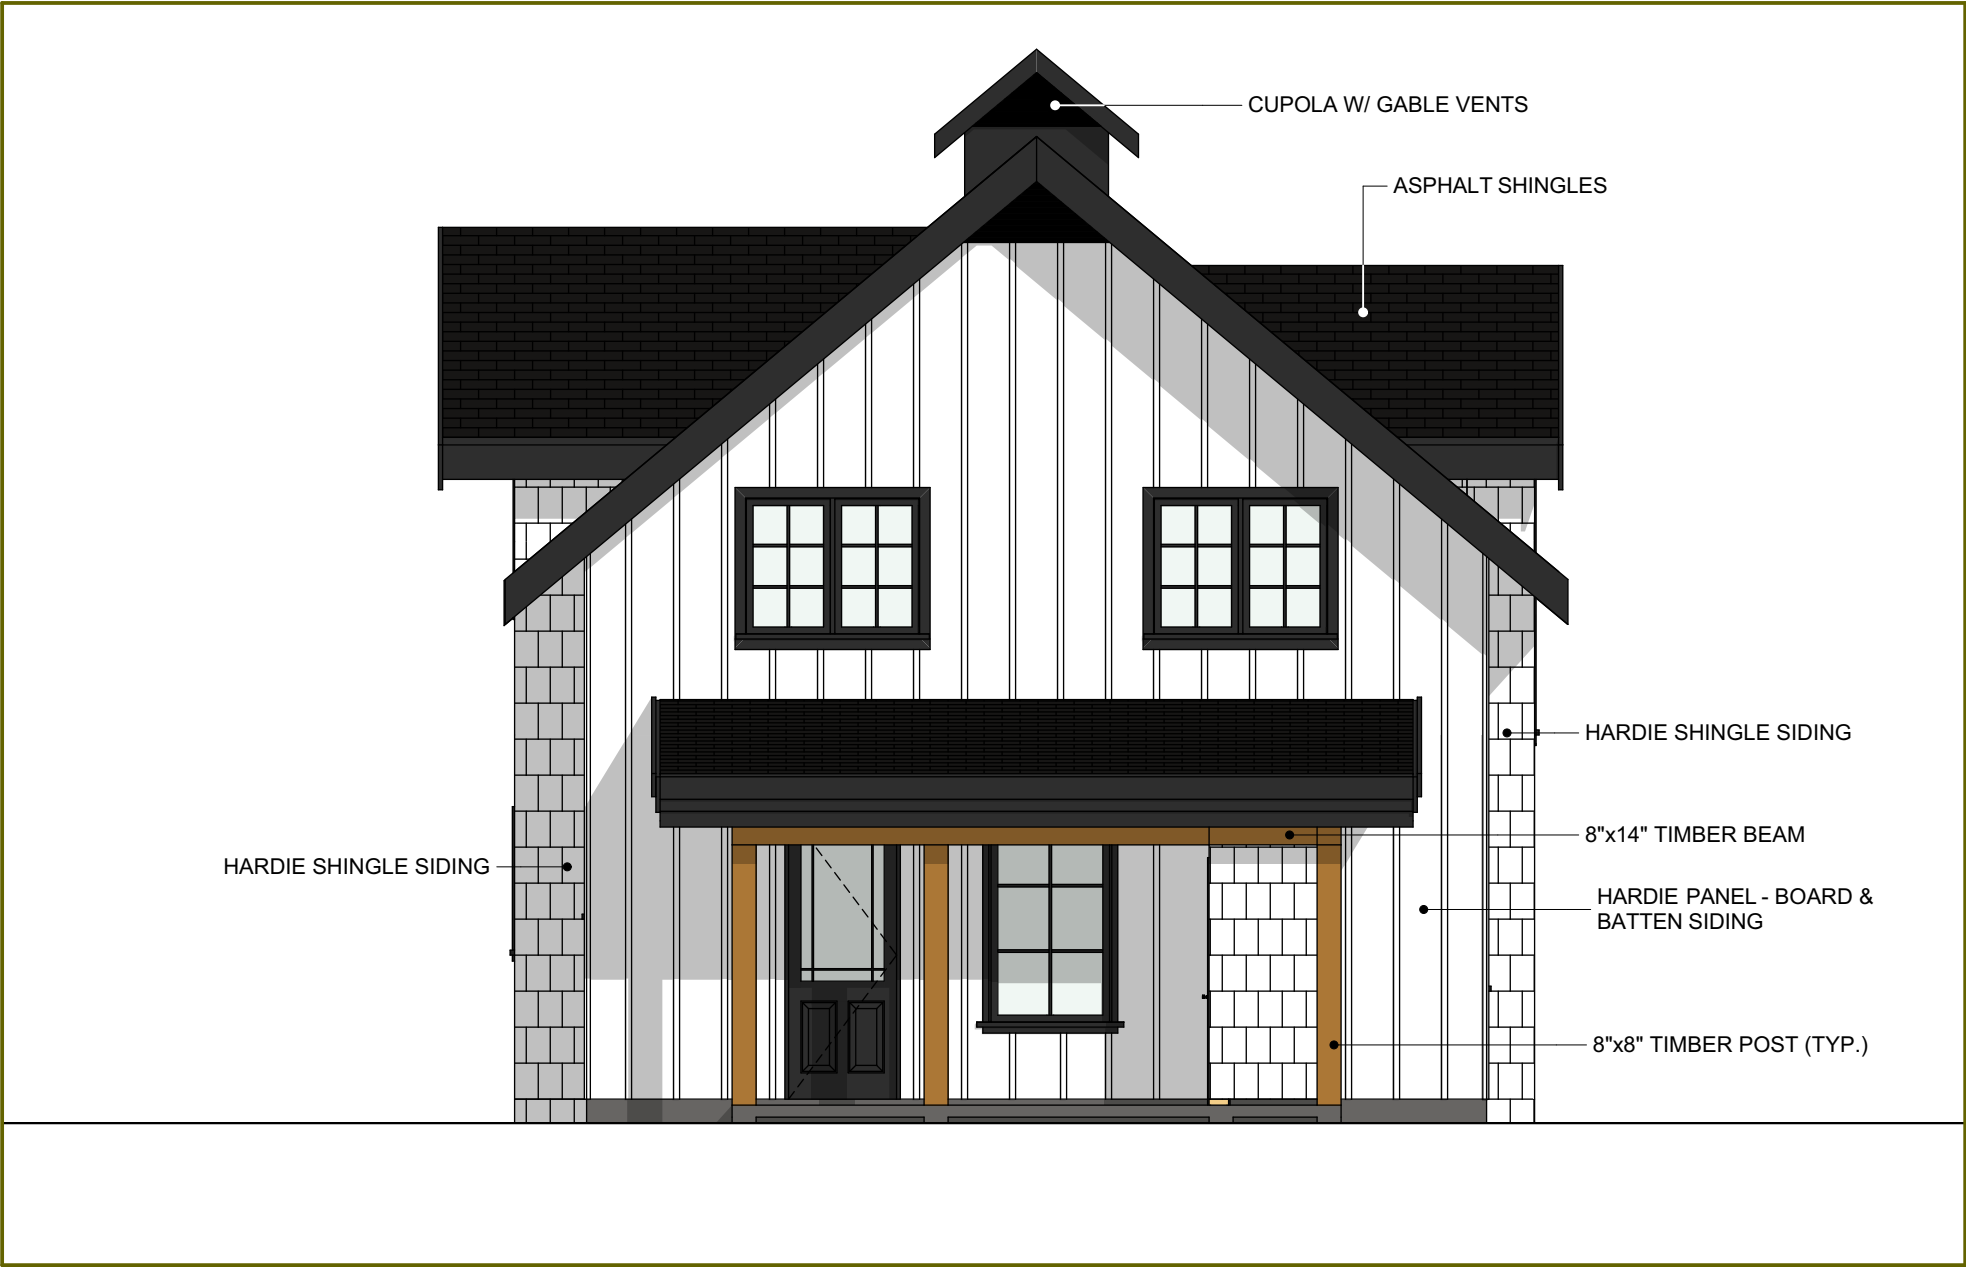 CUPOLA W/ GABLE VENTS
ASPHALT SHINGLES
HARDIE SHINGLE SIDING
8"x14" TIMBER BEAM
HARDIE SHINGLE SIDING
HARDIE PANEL - BOARD &
BATTEN SIDING
8"x8" TIMBER POST (TYP.)